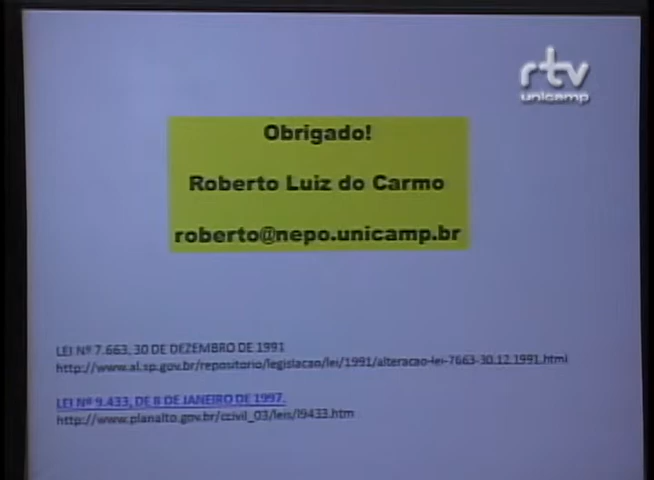 rtv
unicamp
Obrigado!
Roberto Luiz do Carmo
roberto@nepo.unicamp.br
LEI Nº 7.663, 30 DE DEZEMBRO DE 1991
http://www.al.sp.gov.br/repositorio/legislacao/lei/1991/alteracao-lei-7663-30.12.1991.html
LEI Nº 9.433, DE 8 DE JANEIRO DE 1997.
http://www.planalto.gov.br/ccivil_03/leis/l9433.htm